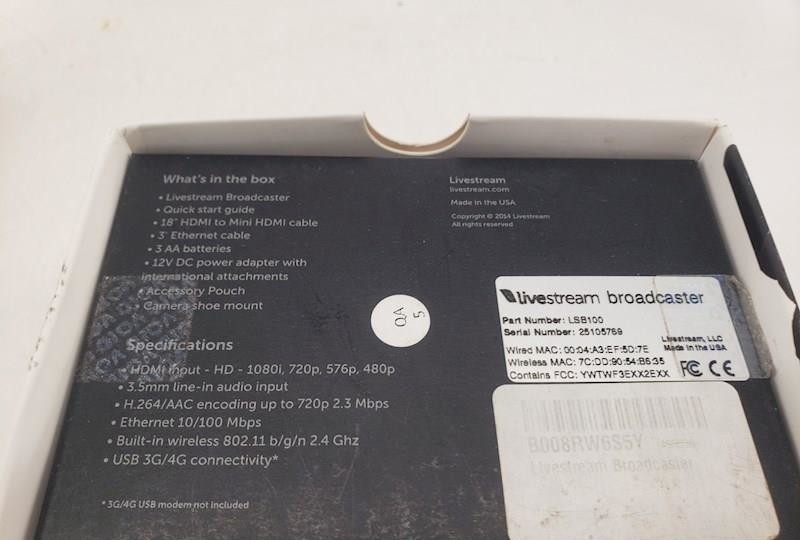 What's in the box
• Livestream Broadcaster
• Quick start guide
• 18" HDMI to Mini HDMI cable
• 3' Ethernet cable
• 3 AA batteries
• 12V DC power adapter with
international attachments
• Accessory Pouch
• Camera shoe mount
Specifications
• HDMI input - HD - 1080i, 720p, 576p, 480p
• 3.5mm line-in audio input
• H.264/AAC encoding up to 720p 2.3 Mbps
• Ethernet 10/100 Mbps
• Built-in wireless 802.11 b/g/n 2.4 Ghz
• USB 3G/4G connectivity*
* 3G/4G USB modem not included
Livestream
livestream.com
Made in the USA
Copyright © 2014 Livestream
All rights reserved
QA
5
livestream broadcaster
Part Number: LSB100
Serial Number: 25105769
Livestream, LLC
Made in the USA
Wired MAC: 00:04:A3:EF:5D:7E
Wireless MAC: 7C:DD:90:54:B6:35
Contains FCC: YWTWF3EXX2EXX
FC CE
B008RW6S5Y
Livestream Broadcaster